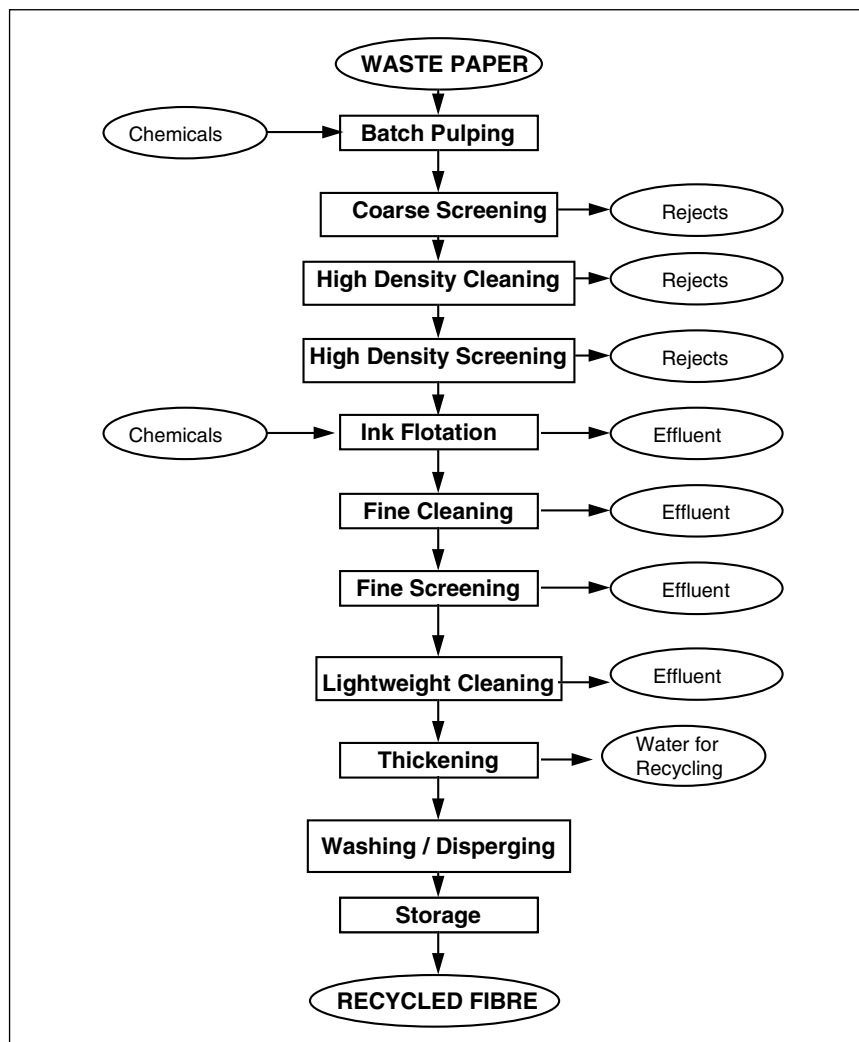 WASTE PAPER
Chemicals
Batch Pulping
Coarse Screening
Rejects
High Density Cleaning
Rejects
High Density Screening
Rejects
Chemicals
Ink Flotation
Effluent
Fine Cleaning
Effluent
Fine Screening
Effluent
Lightweight Cleaning
Effluent
Thickening
Water for
Recycling
Washing / Disperging
Storage
RECYCLED FIBRE